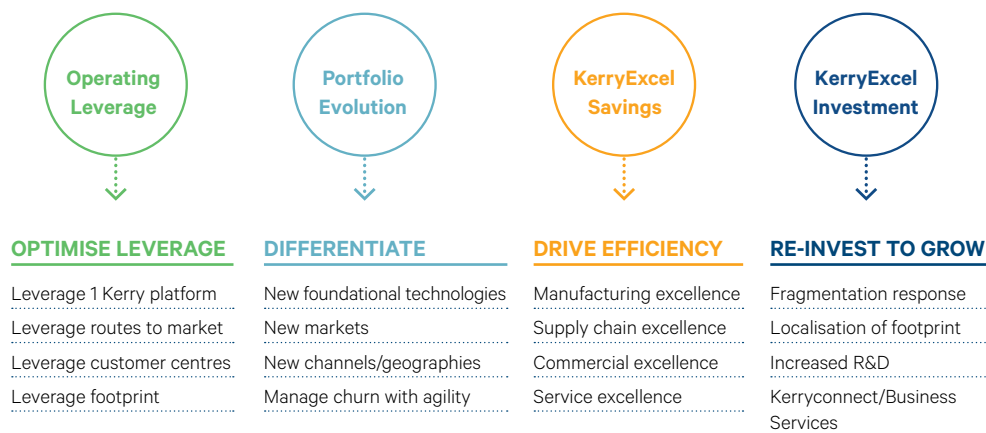 Operating
Leverage
Portfolio
Evolution
KerryExcel
Savings
KerryExcel
Investment
OPTIMISE LEVERAGE
Leverage 1 Kerry platform
Leverage routes to market
Leverage customer centres
Leverage footprint
DIFFERENTIATE
New foundational technologies
New markets
New channels/geographies
Manage churn with agility
DRIVE EFFICIENCY
Manufacturing excellence
Supply chain excellence
Commercial excellence
Service excellence
RE-INVEST TO GROW
Fragmentation response
Localisation of footprint
Increased R&D
Kerryconnect/Business
Services